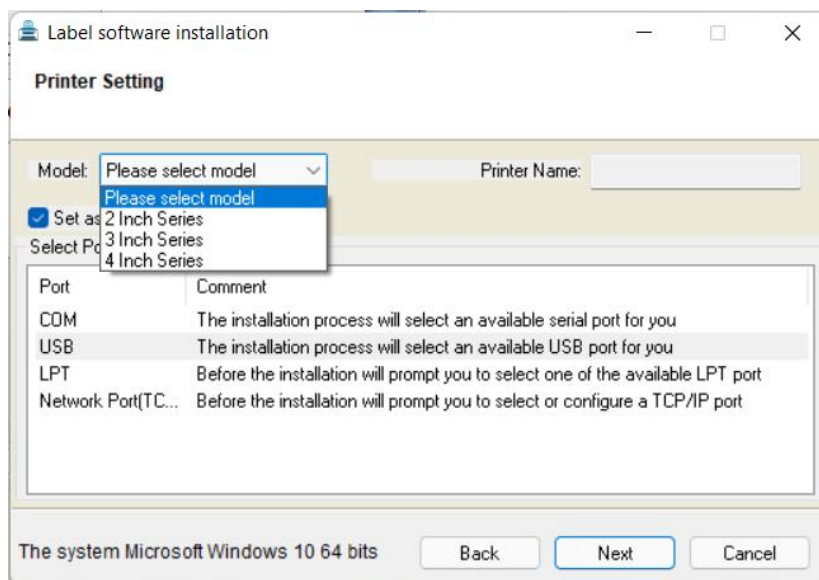 Label software installation
Printer Setting
Model: Please select model Printer Name:
Please select model
Set as 2 Inch Series
3 Inch Series
Select Po
4 Inch Series
Port Comment
COM The installation process will select an available serial port for you
USB The installation process will select an available USB port for you
LPT Before the installation will prompt you to select one of the available LPT port
Network Port(TC... Before the installation will prompt you to select or configure a TCP/IP port
The system Microsoft Windows 10 64 bits Back Next Cancel